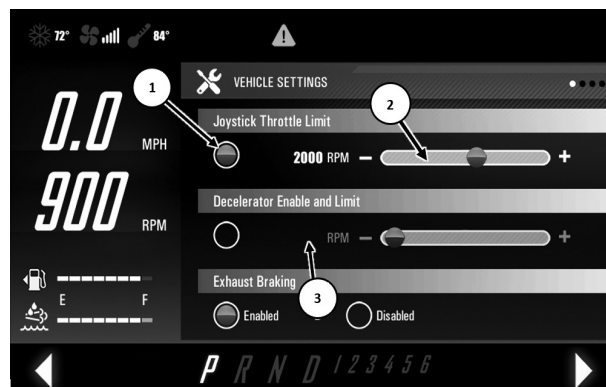 72° 84°
VEHICLE SETTINGS
1
2
0.0 MPH
Joystick Throttle Limit
2000 RPM − +
900 RPM
Decelerator Enable and Limit
RPM − +
3
Exhaust Braking
E F
Enabled Disabled
P R N D 1 2 3 4 5 6